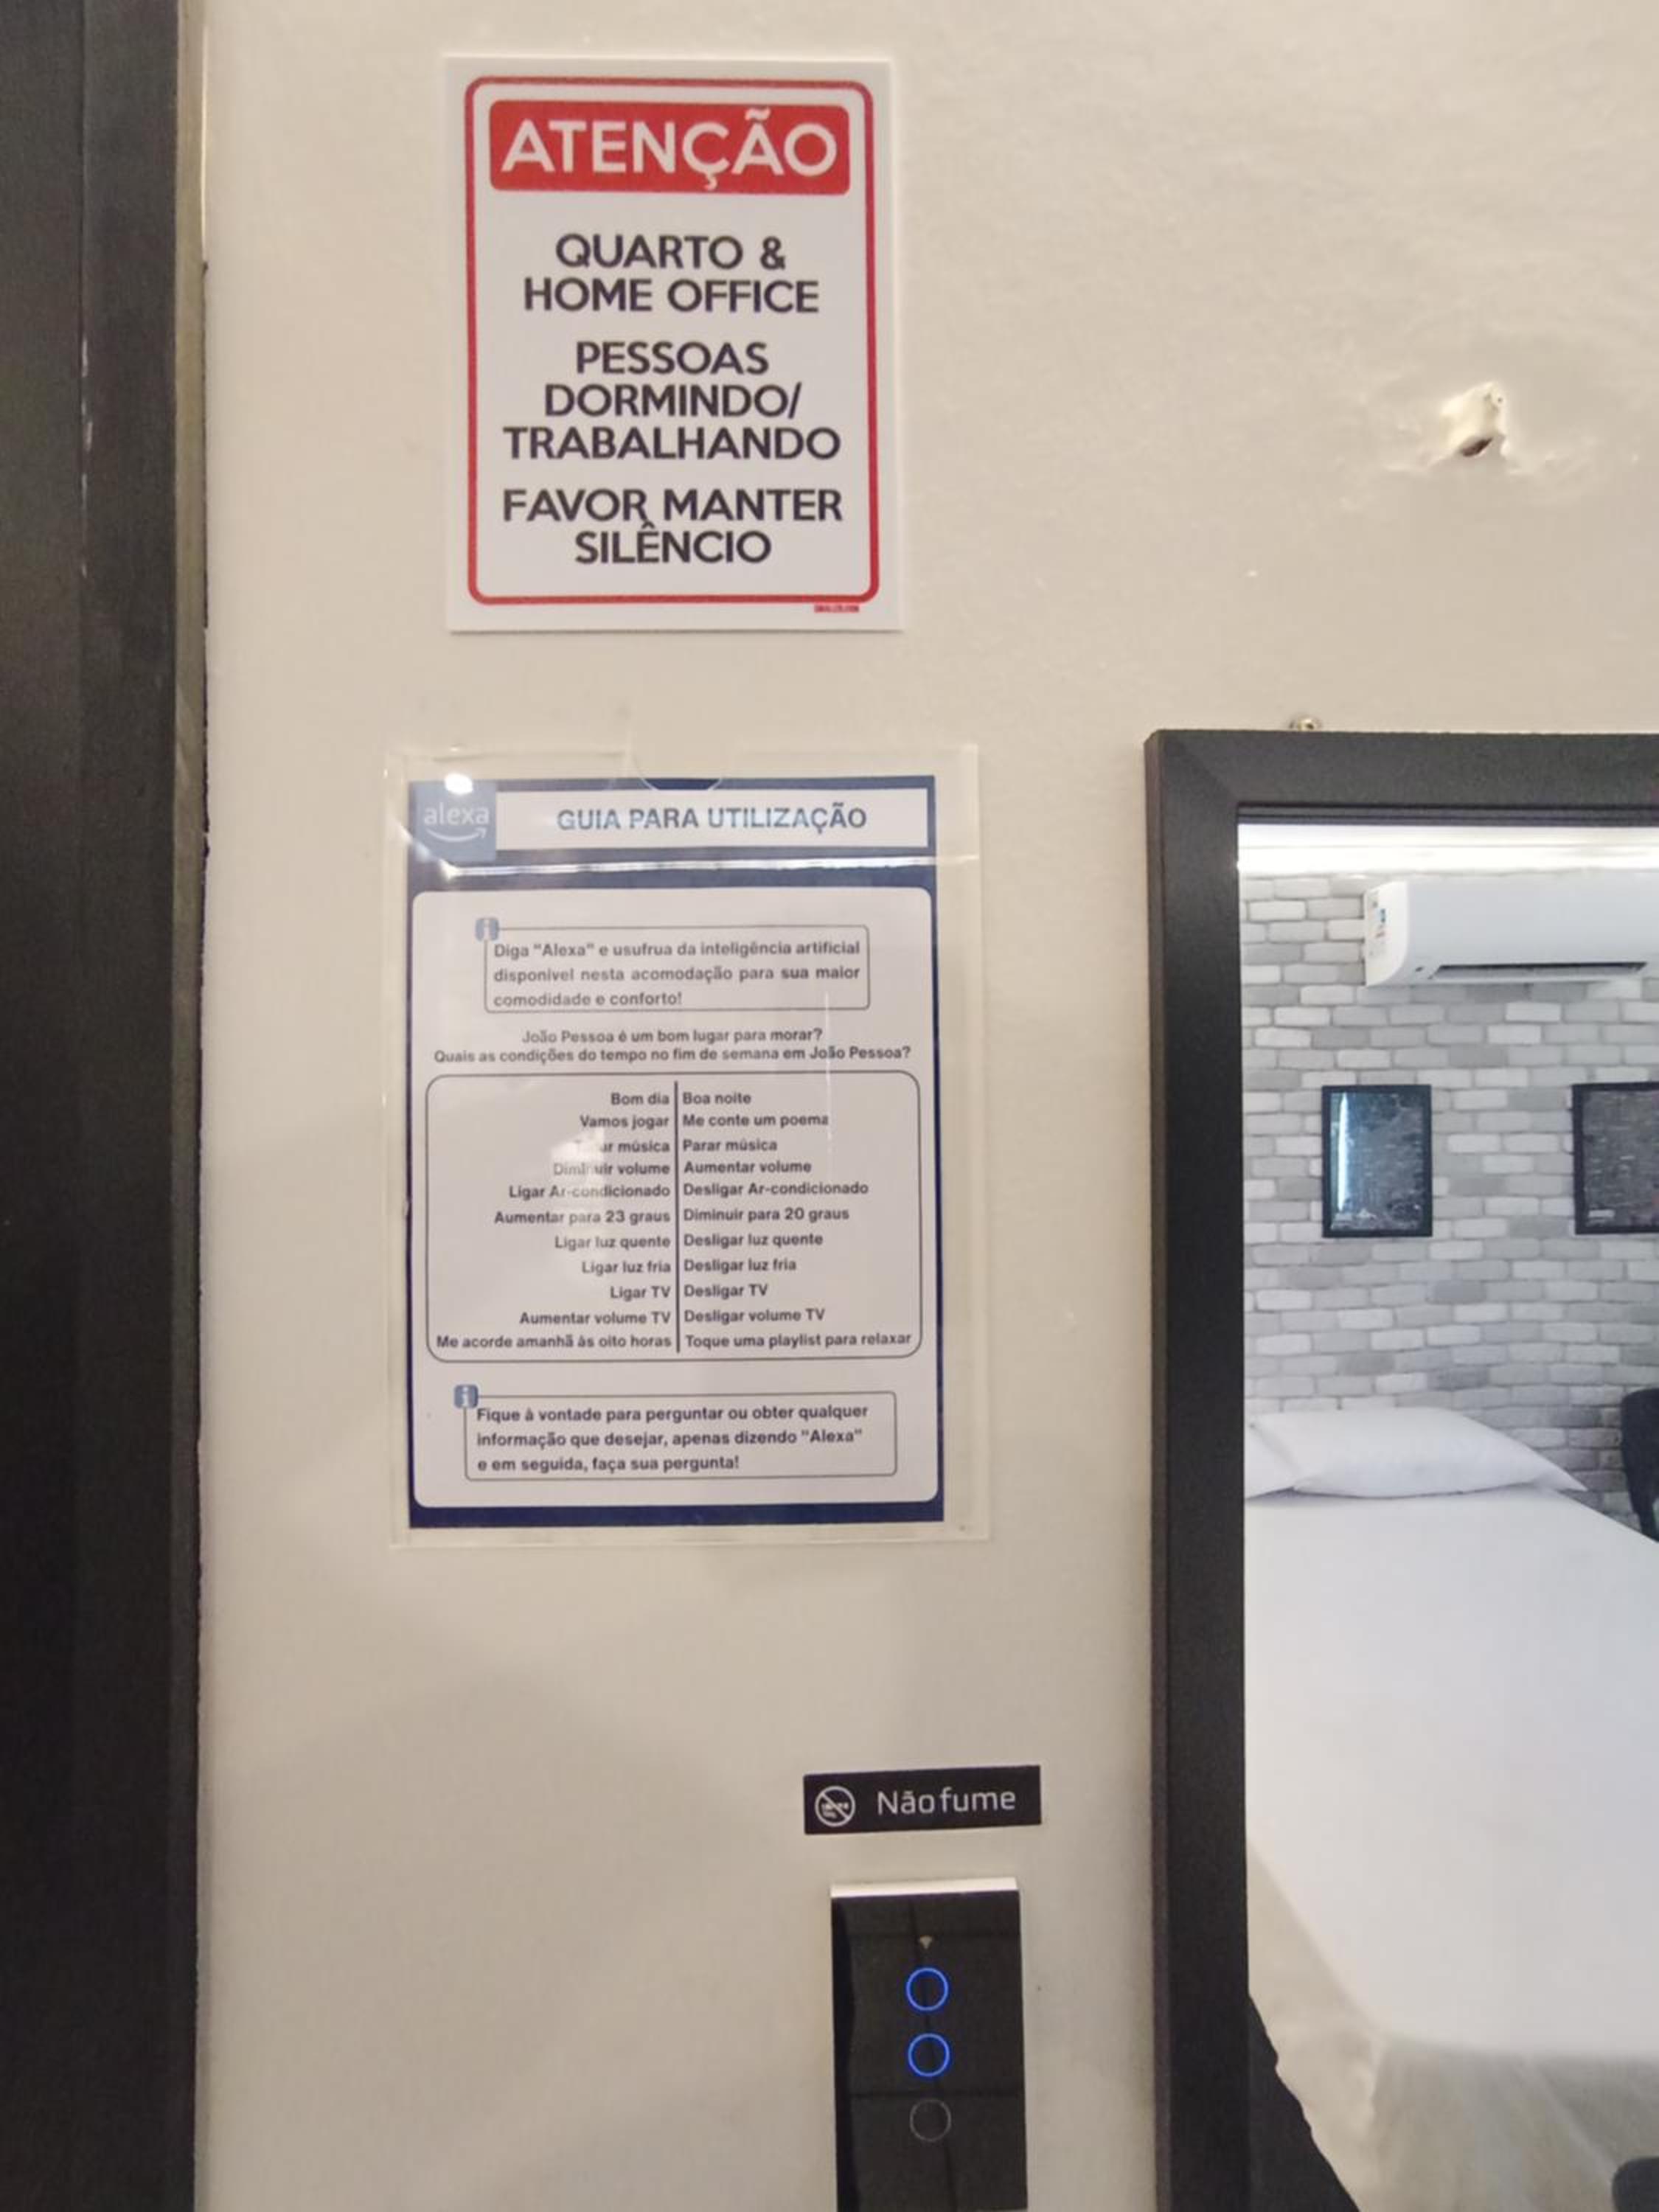 ATENÇÃO
QUARTO &
HOME OFFICE
PESSOAS
DORMINDO/
TRABALHANDO
FAVOR MANTER
SILÊNCIO
alexa
GUIA PARA UTILIZAÇÃO
Diga "Alexa" e usufrua da inteligência artificial
disponível nesta acomodação para sua maior
comodidade e conforto!
João Pessoa é um bom lugar para morar?
Quais as condições do tempo no fim de semana em João Pessoa?
Bom dia Boa noite
Vamos jogar Me conte um poema
música Parar música
Diminuir volume Aumentar volume
Ligar Ar-condicionado Desligar Ar-condicionado
Aumentar para 23 graus Diminuir para 20 graus
Ligar luz quente Desligar luz quente
Ligar luz fria Desligar luz fria
Ligar TV Desligar TV
Aumentar volume TV Desligar volume TV
Me acorde amanhã às oito horas Toque uma playlist para relaxar
Fique à vontade para perguntar ou obter qualquer
informação que desejar, apenas dizendo "Alexa"
e em seguida, faça sua pergunta!
Não fume